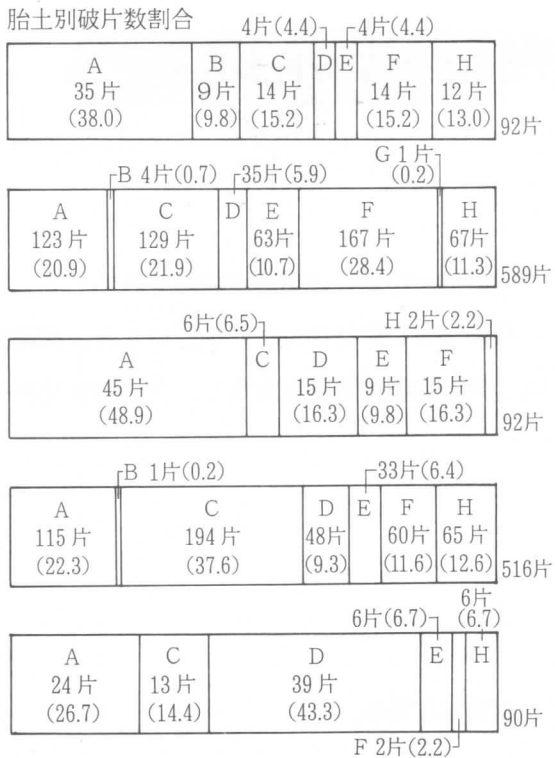 胎土別破片数割合
4片(4.4) 4片(4.4)
A B C D E F H
35片 9片 14片 14片 12片
(38.0) (9.8) (15.2) (15.2) (13.0) 92片
G 1片
B 4片(0.7) 35片(5.9) (0.2)
A C D E F H
123片 129片 63片 167片 67片
(20.9) (21.9) (10.7) (28.4) (11.3) 589片
6片(6.5) H 2片(2.2)
A C D E F
45片 15片 9片 15片
(48.9) (16.3) (9.8) (16.3) 92片
B 1片(0.2) 33片(6.4)
A C D E F H
115片 194片 48片 60片 65片
(22.3) (37.6) (9.3) (11.6) (12.6) 516片
6片
6片(6.7) (6.7)
A C D E H
24片 13片 39片
(26.7) (14.4) (43.3) 90片
F 2片(2.2)